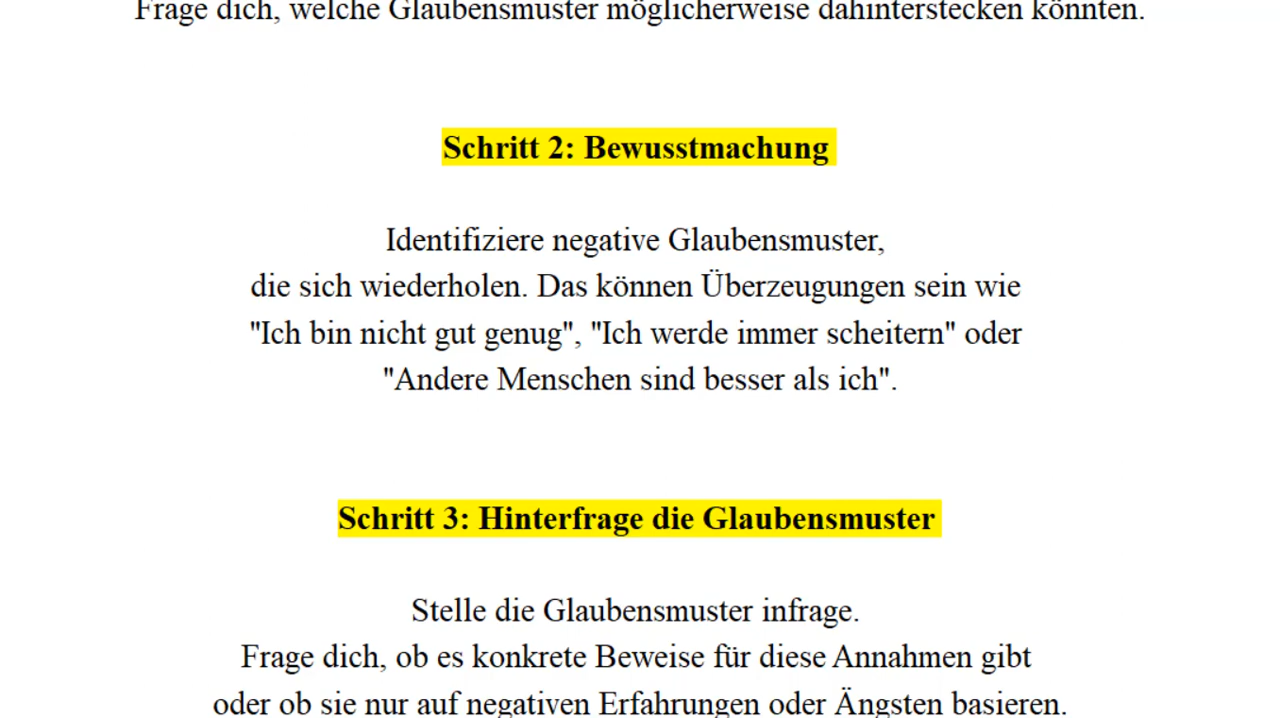 Frage dich, welche Glaubensmuster möglicherweise dahinterstecken könnten.
Schritt 2: Bewusstmachung
Identifiziere negative Glaubensmuster,
die sich wiederholen. Das können Überzeugungen sein wie
"Ich bin nicht gut genug", "Ich werde immer scheitern" oder
"Andere Menschen sind besser als ich".
Schritt 3: Hinterfrage die Glaubensmuster
Stelle die Glaubensmuster infrage.
Frage dich, ob es konkrete Beweise für diese Annahmen gibt
oder ob sie nur auf negativen Erfahrungen oder Ängsten basieren.